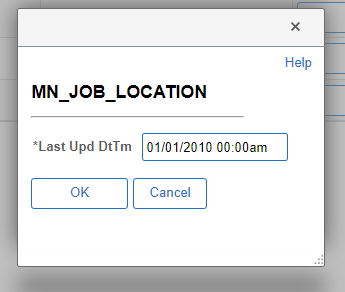 ×
Help
MN_JOB_LOCATION
*Last Upd DtTm 01/01/2010 00:00am
OK Cancel